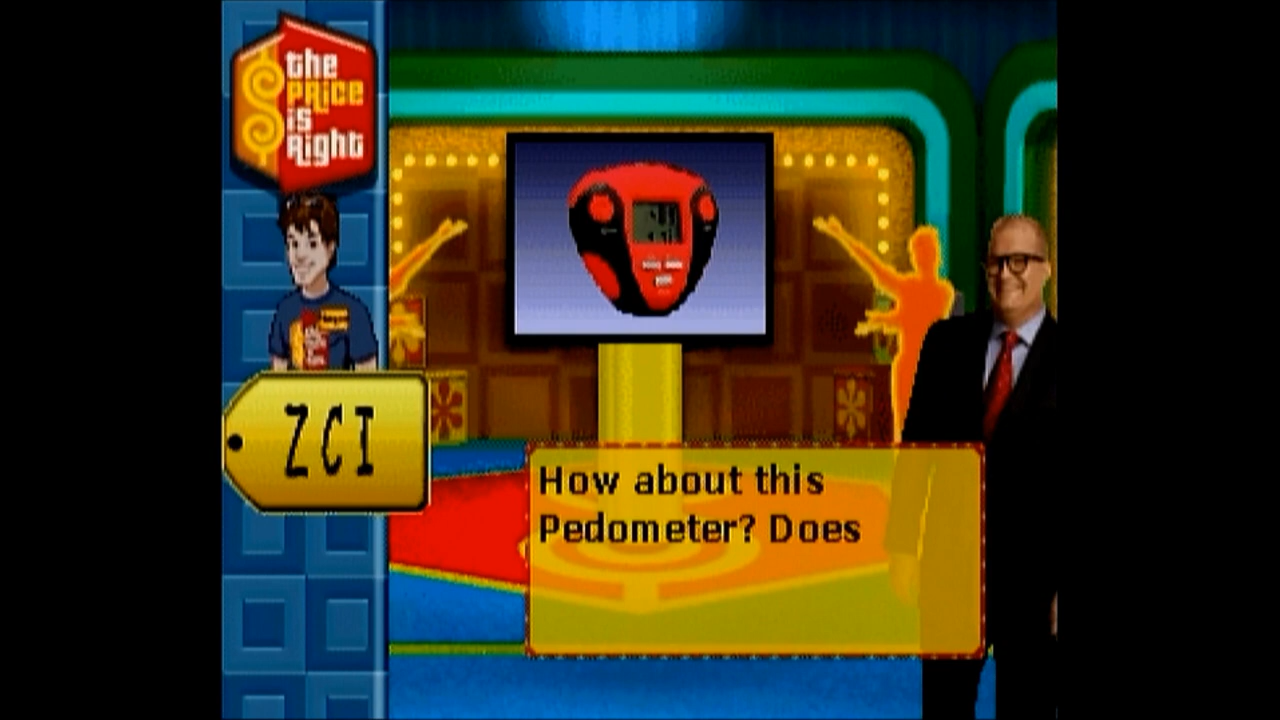 the
PRICE
is
Right
ZCI
How about this
Pedometer? Does